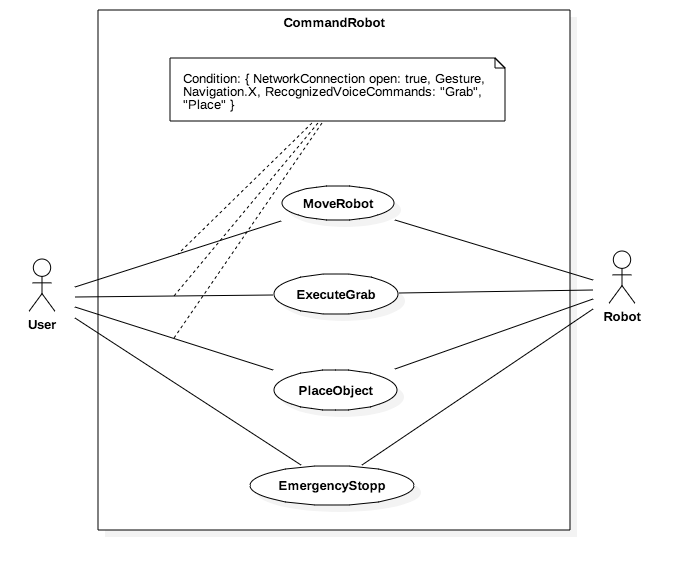 CommandRobot
Condition: { NetworkConnection open: true, Gesture,
Navigation.X, RecognizedVoiceCommands: "Grab",
"Place" }
MoveRobot
ExecuteGrab
User
Robot
PlaceObject
EmergencyStopp